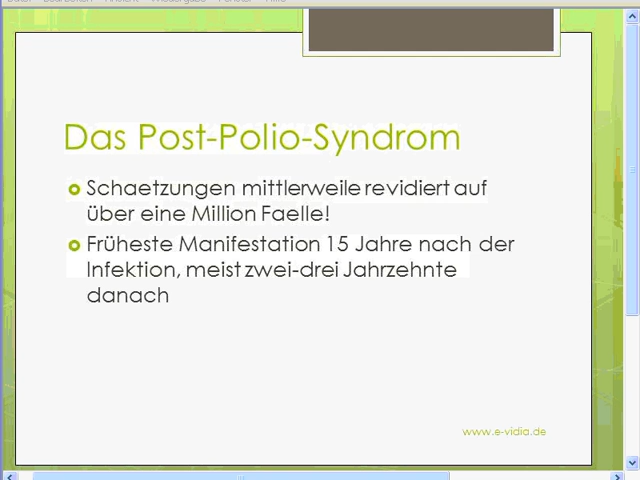 Das Post-Polio-Syndrom
Schaetzungen mittlerweile revidiert auf
über eine Million Faelle!
Früheste Manifestation 15 Jahre nach der
Infektion, meist zwei-drei Jahrzehnte
danach
www.e-vidia.de